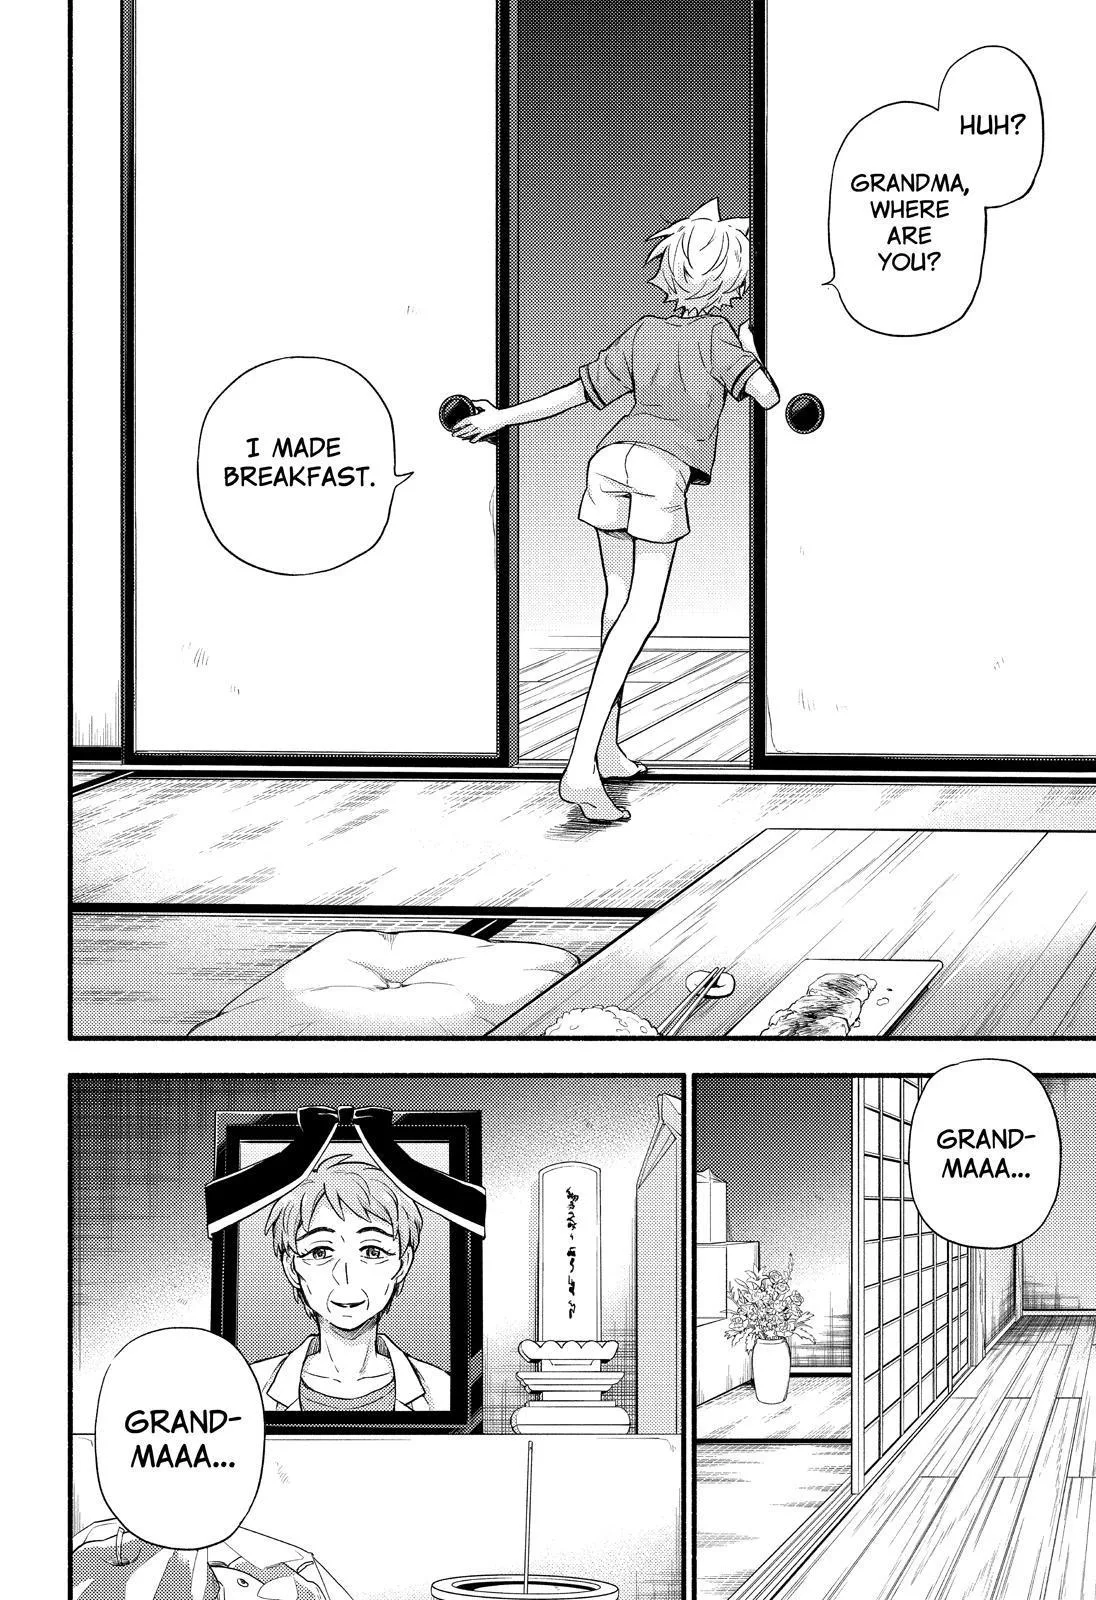 HUH?
GRANDMA,
WHERE
ARE
YOU?
I MADE
BREAKFAST.
GRAND-
MAAA...
GRAND-
MAAA...